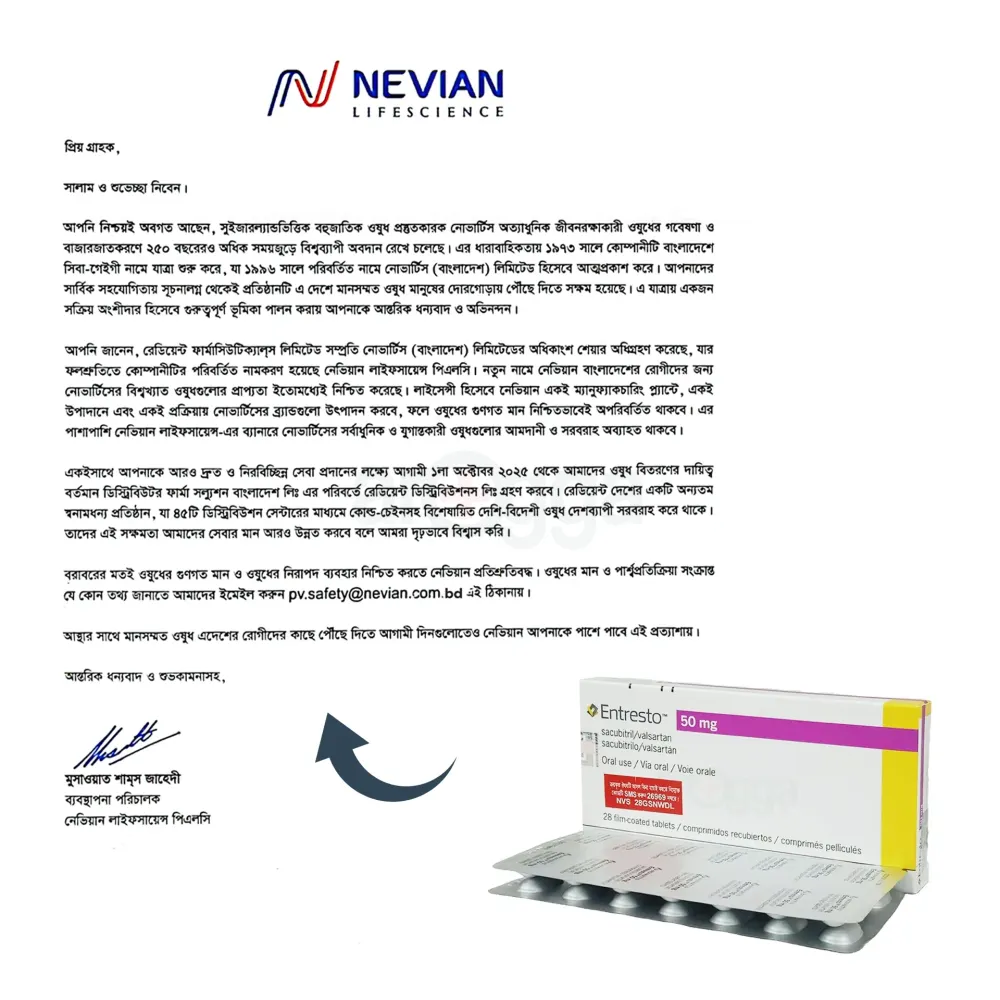 NEVIAN
LIFESCIENCE
প্রিয় গ্রাহক,
সালাম ও শুভেচ্ছা নিবেন।
আপনি নিশ্চয়ই অবগত আছেন, সুইজারল্যান্ডভিত্তিক বহুজাতিক ওষুধ প্রস্তুতকারক নোভার্টিস অত্যাধুনিক জীবনরক্ষাকারী ওষুধের গবেষণা ও
বাজারজাতকরণে ২৫০ বছরেরও অধিক সময়জুড়ে বিশ্বব্যাপী অবদান রেখে চলেছে। এর ধারাবাহিকতায় ১৯৭৩ সালে কোম্পানীটি বাংলাদেশে
সিবা-গেইগী নামে যাত্রা শুরু করে, যা ১৯৯৬ সালে পরিবর্তিত নামে নোভার্টিস (বাংলাদেশ) লিমিটেড হিসেবে আত্মপ্রকাশ করে। আপনাদের
সার্বিক সহযোগিতায় সূচনালগ্ন থেকেই প্রতিষ্ঠানটি এ দেশে মানসম্মত ওষুধ মানুষের দোরগোড়ায় পৌঁছে দিতে সক্ষম হয়েছে। এ যাত্রায় একজন
সক্রিয় অংশীদার হিসেবে গুরুত্বপূর্ণ ভূমিকা পালন করায় আপনাকে আন্তরিক ধন্যবাদ ও অভিনন্দন।
আপনি জানেন, রেডিয়েন্ট ফার্মাসিউটিক্যাল্স লিমিটেড সম্প্রতি নোভার্টিস (বাংলাদেশ) লিমিটেডের অধিকাংশ শেয়ার অধিগ্রহণ করেছে, যার
ফলশ্রুতিতে কোম্পানীটির পরিবর্তিত নামকরণ হয়েছে নেভিয়ান লাইফসায়েন্স পিএলসি। নতুন নামে নেভিয়ান বাংলাদেশের রোগীদের জন্য
নোভার্টিসের বিশ্বখ্যাত ওষুধগুলোর প্রাপ্যতা ইতোমধ্যেই নিশ্চিত করেছে। লাইসেন্সী হিসেবে নেভিয়ান একই ম্যানুফ্যাকচারিং প্ল্যান্টে, একই
উপাদানে এবং একই প্রক্রিয়ায় নোভার্টিসের ব্র্যান্ডগুলো উৎপাদন করবে, ফলে ওষুধের গুণগত মান নিশ্চিতভাবেই অপরিবর্তিত থাকবে। এর
পাশাপাশি নেভিয়ান লাইফসায়েন্স-এর ব্যানারে নোভার্টিসের সর্বাধুনিক ও যুগান্তকারী ওষুধগুলোর আমদানী ও সরবরাহ অব্যাহত থাকবে।
একইসাথে আপনাকে আরও দ্রুত ও নিরবিচ্ছিন্ন সেবা প্রদানের লক্ষ্যে আগামী ১লা অক্টোবর ২০২৫ থেকে আমাদের ওষুধ বিতরণের দায়িত্ব
বর্তমান ডিস্ট্রিবিউটর ফার্মা সল্যুশন বাংলাদেশ লিঃ এর পরিবর্তে রেডিয়েন্ট ডিস্ট্রিবিউশনস লিঃ গ্রহণ করবে। রেডিয়েন্ট দেশের একটি অন্যতম
স্বনামধন্য প্রতিষ্ঠান, যা ৪৫টি ডিস্ট্রিবিউশন সেন্টারের মাধ্যমে কোল্ড-চেইনসহ বিশেষায়িত দেশি-বিদেশী ওষুধ দেশব্যাপী সরবরাহ করে থাকে।
তাদের এই সক্ষমতা আমাদের সেবার মান আরও উন্নত করবে বলে আমরা দৃঢ়ভাবে বিশ্বাস করি।
বরাবরের মতই ওষুধের গুণগত মান ও ওষুধের নিরাপদ ব্যবহার নিশ্চিত করতে নেভিয়ান প্রতিশ্রুতিবদ্ধ। ওষুধের মান ও পার্শ্বপ্রতিক্রিয়া সংক্রান্ত
যে কোন তথ্য জানাতে আমাদের ইমেইল করুন pv.safety@nevian.com.bd এই ঠিকানায়।
আস্থার সাথে মানসম্মত ওষুধ এদেশের রোগীদের কাছে পৌঁছে দিতে আগামী দিনগুলোতেও নেভিয়ান আপনাকে পাশে পাবে এই প্রত্যাশায়।
আন্তরিক ধন্যবাদ ও শুভকামনাসহ,
মুসাওয়াত শাম্‌স জাহেদী
ব্যবস্থাপনা পরিচালক
নেভিয়ান লাইফসায়েন্স পিএলসি
Entresto™ 50 mg
sacubitril/valsartan
sacubitrilo/valsartán
Oral use / Vía oral / Voie orale
SMS করুন 26969 নম্বরে।
NVS 28GSNWDL
28 film-coated tablets / comprimidos recubiertos / comprimés pelliculés